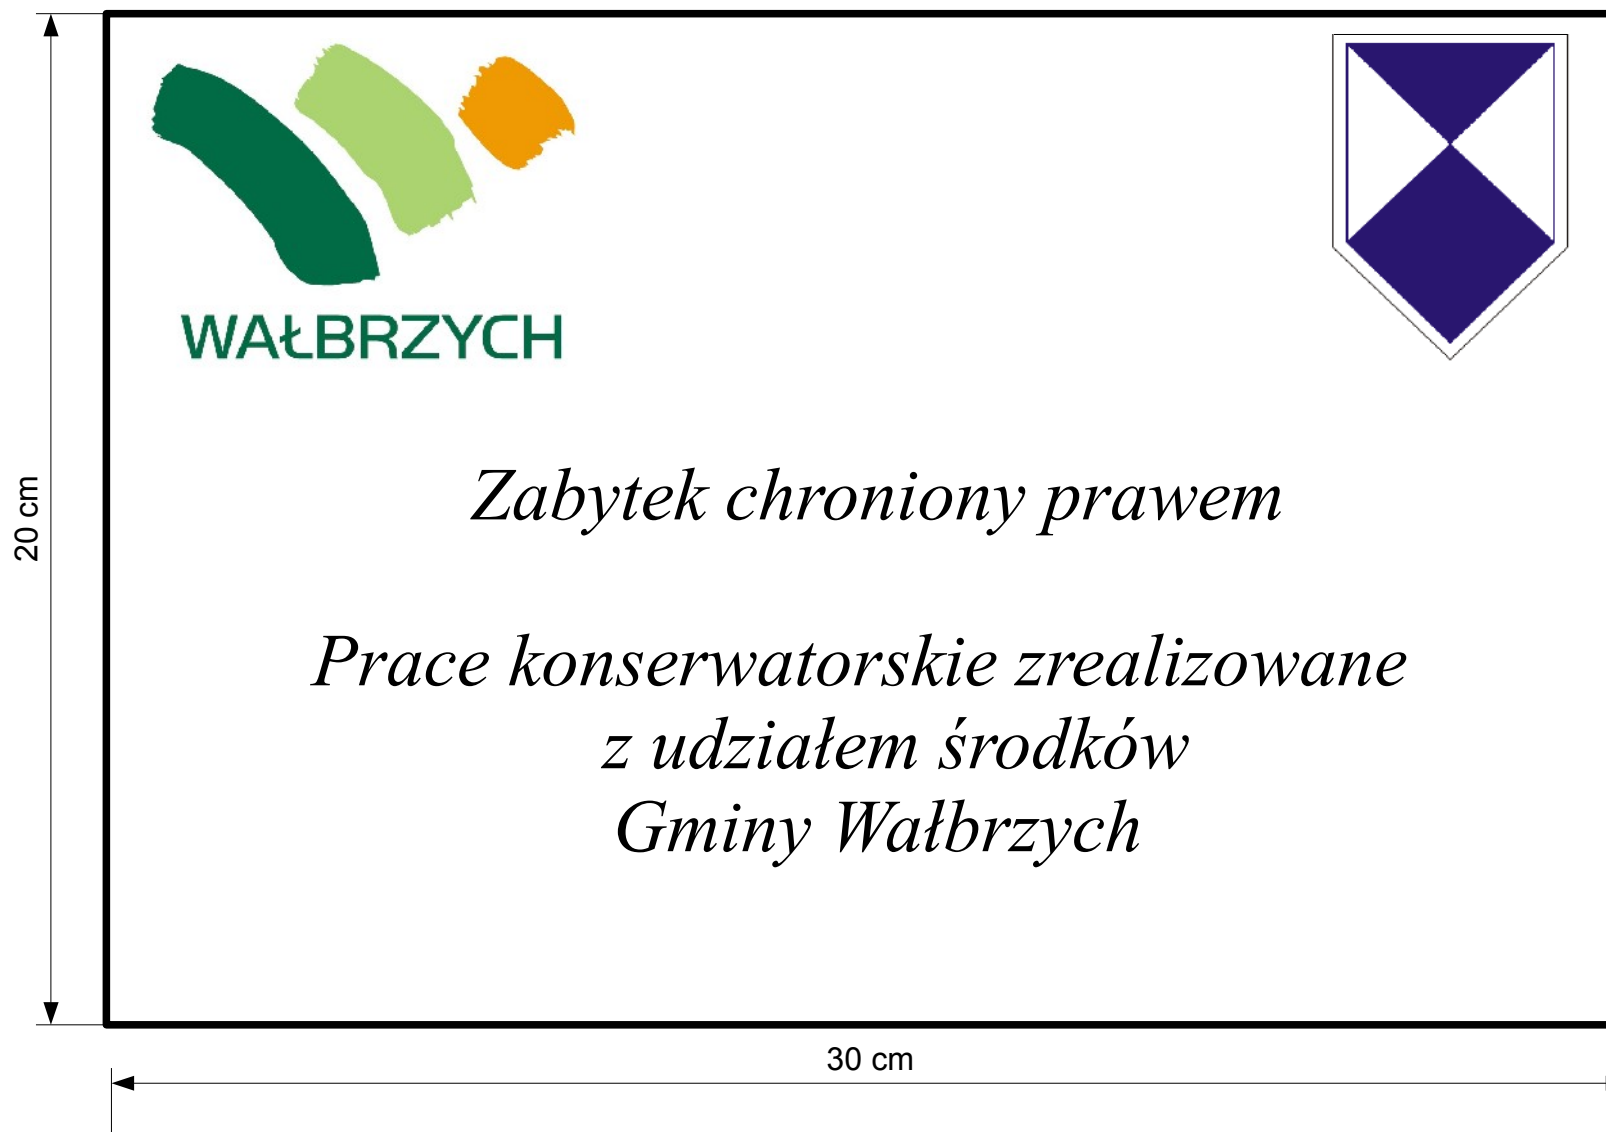 WAŁBRZYCH
Zabytek chroniony prawem
20 cm
Prace konserwatorskie zrealizowane
z udziałem środków
Gminy Wałbrzych
30 cm